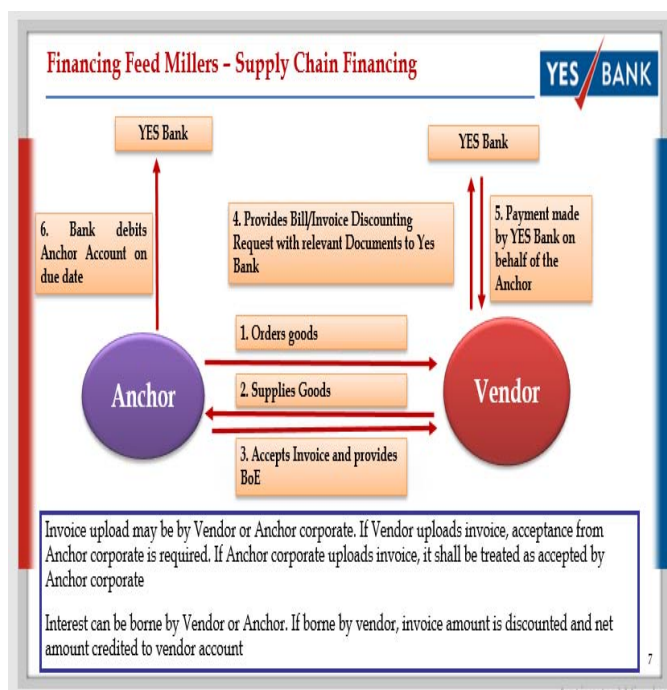 Financing Feed Millers – Supply Chain Financing
YES BANK
YES Bank
YES Bank
6. Bank debits
Anchor Account on
due date
4. Provides Bill/Invoice Discounting
Request with relevant Documents to Yes
Bank
5. Payment made
by YES Bank on
behalf of the
Anchor
1. Orders goods
Anchor
2. Supplies Goods
Vendor
3. Accepts Invoice and provides
BoE
Invoice upload may be by Vendor or Anchor corporate. If Vendor uploads invoice, acceptance from
Anchor corporate is required. If Anchor corporate uploads invoice, it shall be treated as accepted by
Anchor corporate
Interest can be borne by Vendor or Anchor. If borne by vendor, invoice amount is discounted and net
amount credited to vendor account
7